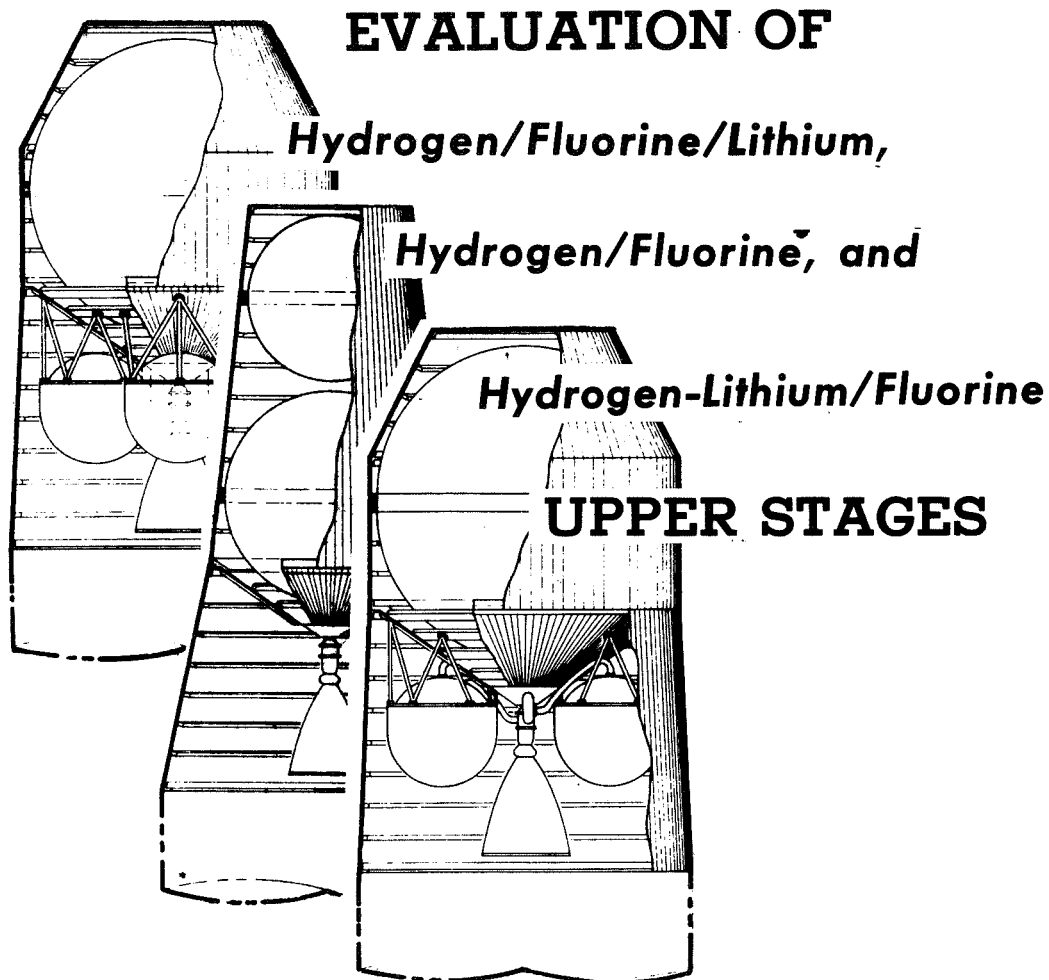 EVALUATION OF
Hydrogen/Fluorine/Lithium,
Hydrogen/Fluorine, and
Hydrogen-Lithium/Fluorine
UPPER STAGES